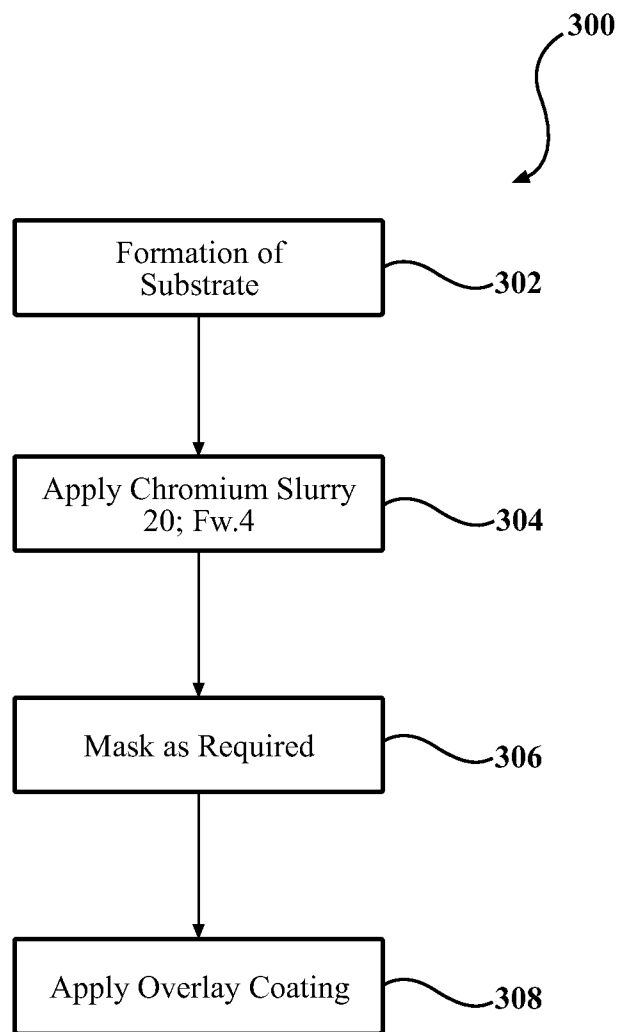 300
Formation of
Substrate
302
Apply Chromium Slurry
20; Fw.4
304
Mask as Required
306
Apply Overlay Coating
308